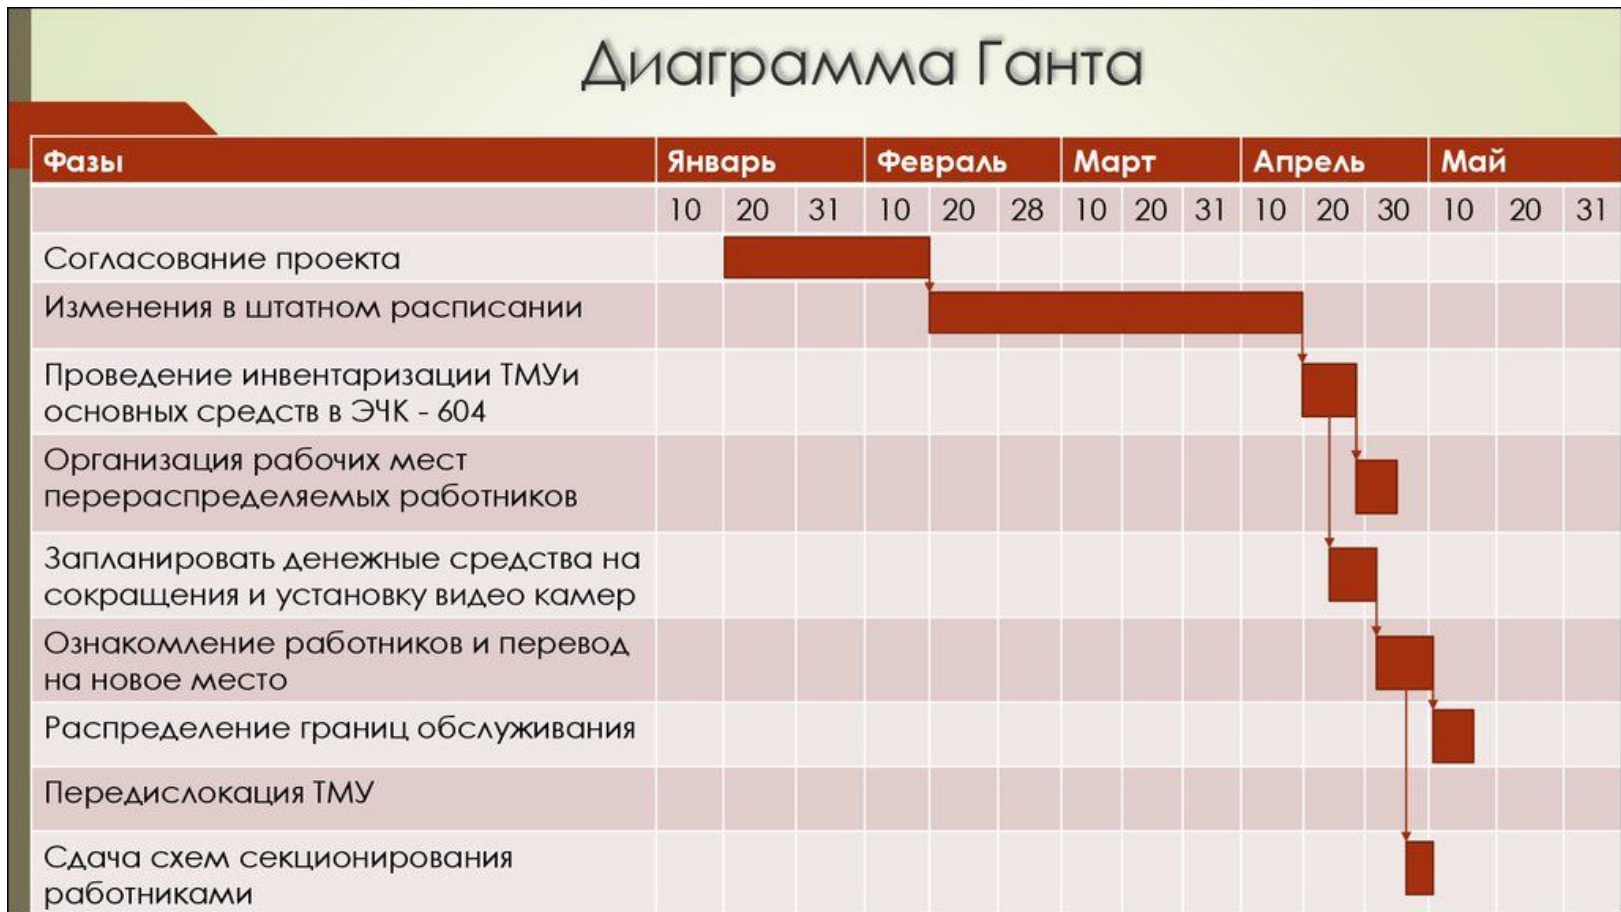 Диаграмма Ганта
Фазы Январь Февраль Март Апрель Май
10 20 31 10 20 28 10 20 31 10 20 30 10 20 31
Согласование проекта
Изменения в штатном расписании
Проведение инвентаризации ТМУи
основных средств в ЭЧК - 604
Организация рабочих мест
перераспределяемых работников
Запланировать денежные средства на
сокращения и установку видео камер
Ознакомление работников и перевод
на новое место
Распределение границ обслуживания
Передислокация ТМУ
Сдача схем секционирования
работниками